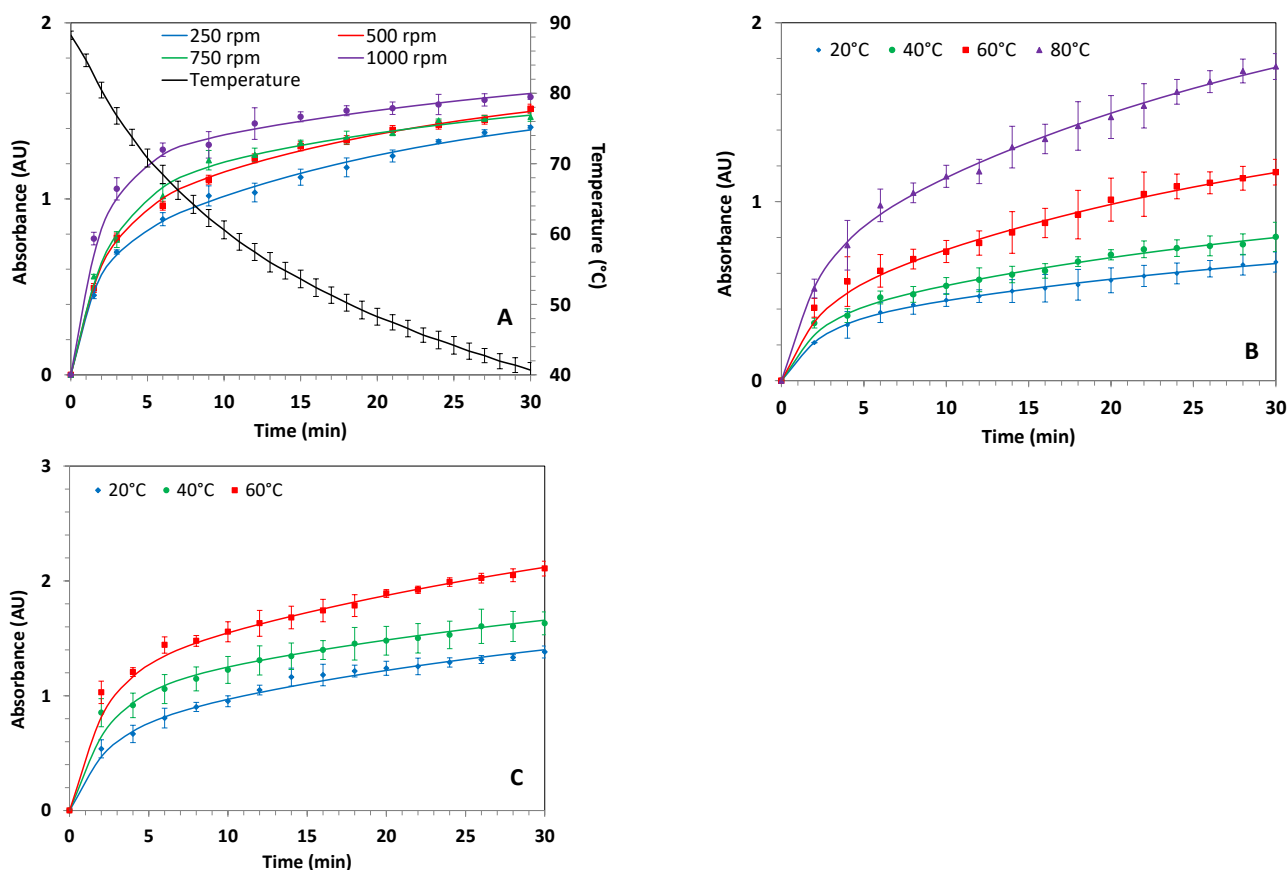 2
90
250 rpm
500 rpm
750 rpm
1000 rpm
Temperature
80
1
70
60
50
A
0
40
0
5
10
15
20
25
30
Absorbance (AU)
Temperature (°C)
Time (min)
2
20°C
40°C
60°C
80°C
1
B
0
0
5
10
15
20
25
30
Absorbance (AU)
Time (min)
3
20°C
40°C
60°C
2
1
C
0
0
5
10
15
20
25
30
Absorbance (AU)
Time (min)